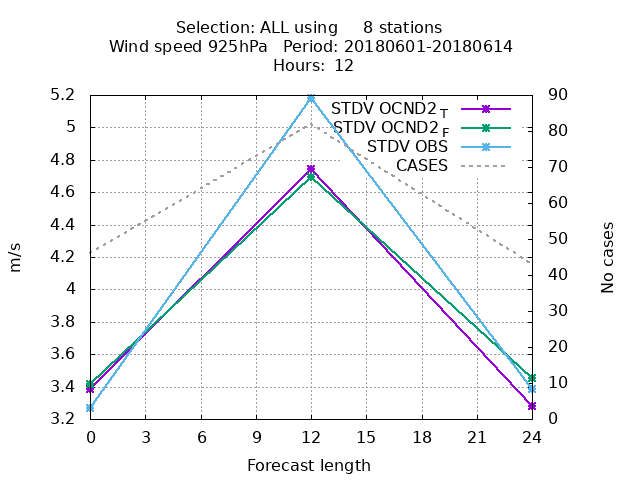 Selection: ALL using 8 stations
Wind speed 925hPa Period: 20180601-20180614
Hours: 12
STDV OCND2 T
STDV OCND2 F
STDV OBS
CASES
5.2
5
4.8
4.6
4.4
4.2
4
3.8
3.6
3.4
3.2
m/s
90
80
70
60
50
40
30
20
10
0
No cases
0 3 6 9 12 15 18 21 24
Forecast length